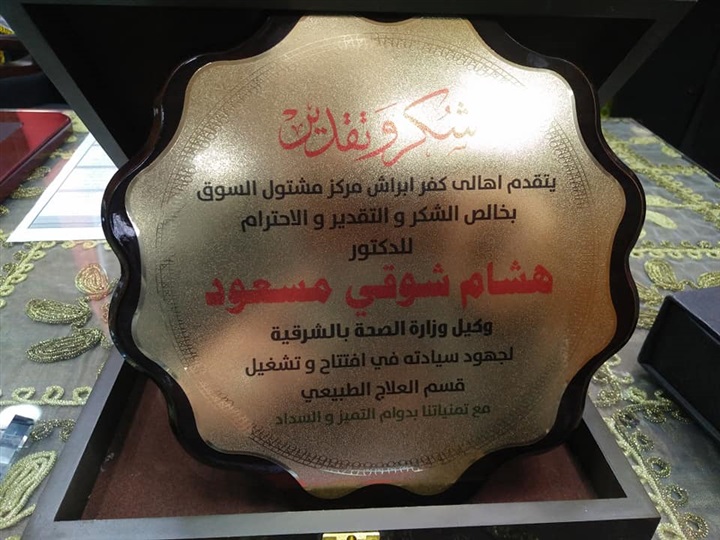 شكر وتقدير
يتقدم اهالى كفر ابراش مركز مشتول السوق
بخالص الشكر و التقدير و الاحترام
للدكتور
هشام شوقي مسعود
وكيل وزارة الصحة بالشرقية
لجهود سيادته في افتتاح و تشغيل
قسم العلاج الطبيعي
مع تمنياتنا بدوام التميز و السداد